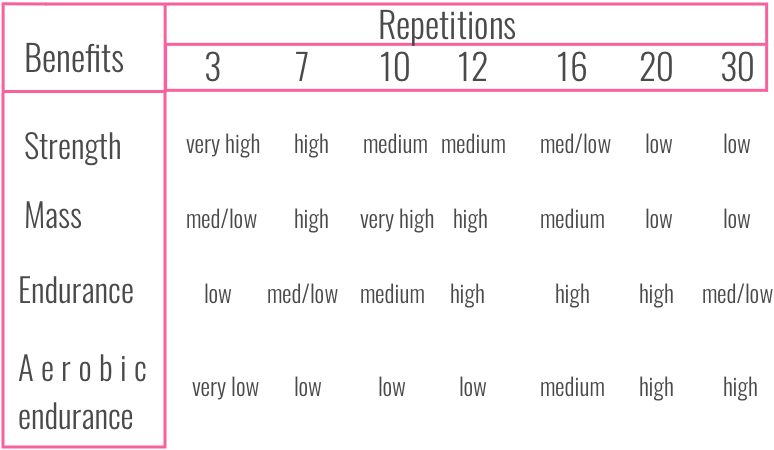 Repetitions
Benefits
3 7 10 12 16 20 30
Strength very high high medium medium med/low low low
Mass med/low high very high high medium low low
Endurance low med/low medium high high high med/low
Aerobic
endurance very low low low low medium high high